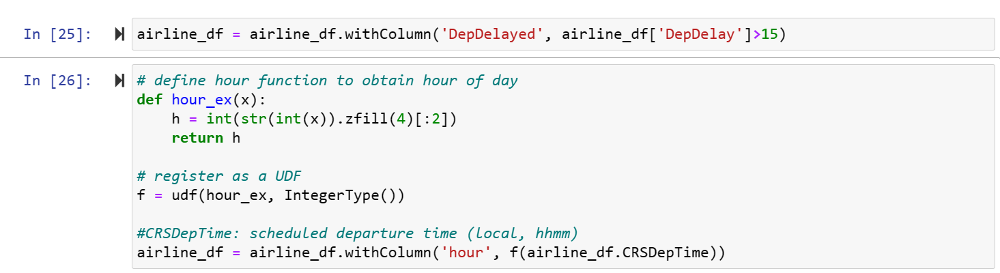 In [25]: airline_df = airline_df.withColumn('DepDelayed', airline_df['DepDelay']>15)
In [26]: # define hour function to obtain hour of day
def hour_ex(x):
    h = int(str(int(x)).zfill(4)[:2])
    return h
# register as a UDF
f = udf(hour_ex, IntegerType())
#CRSDepTime: scheduled departure time (local, hhmm)
airline_df = airline_df.withColumn('hour', f(airline_df.CRSDepTime))